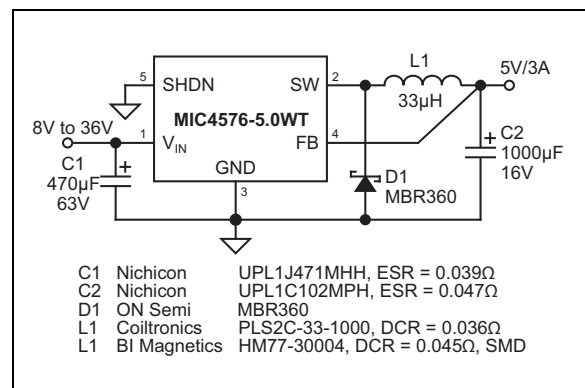 L1
5V/3A
5 SHDN SW 2
33µH
MIC4576-5.0WT
8V to 36V
1 VIN FB 4
C1
470µF
63V
GND
3
C2
1000µF
16V
D1
MBR360
C1 Nichicon UPL1J471MHH, ESR = 0.039Ω
C2 Nichicon UPL1C102MPH, ESR = 0.047Ω
D1 ON Semi MBR360
L1 Coiltronics PLS2C-33-1000, DCR = 0.036Ω
L1 BI Magnetics HM77-30004, DCR = 0.045Ω, SMD